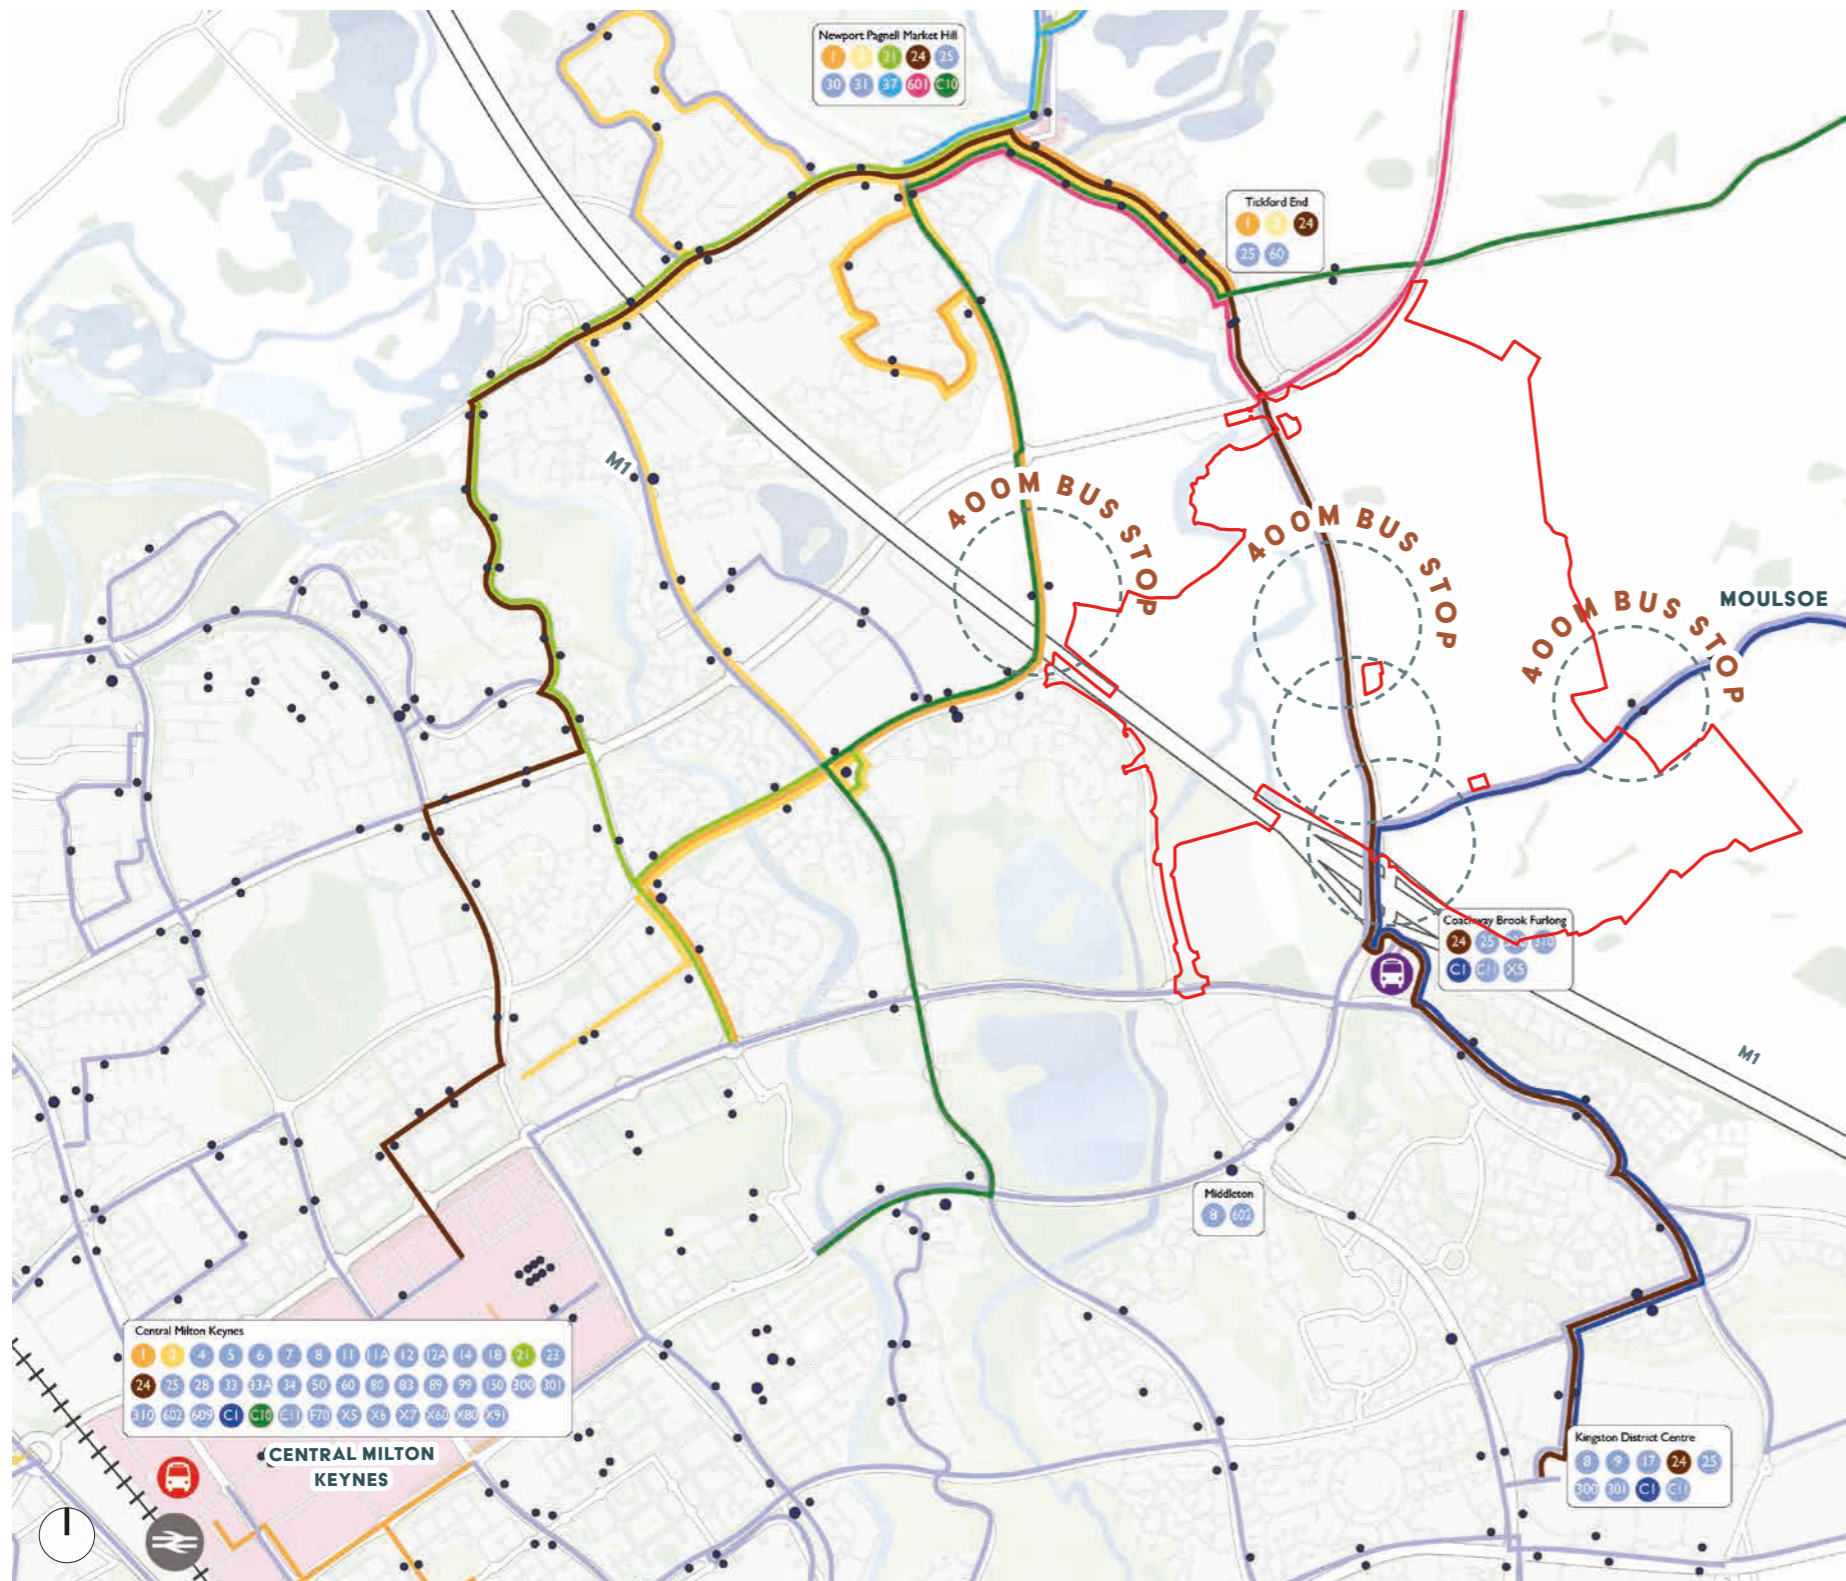 Newport Pagnell Market Hill
1 2 21 24 25
30 31 37 601 C10
Tickford End
1 2 24
25 60
M1
400M BUS STOP
400M BUS STOP
400M BUS STOP
MOULSOE
Coachway Brook Furlong
24 25 310
C1 C11 X5
M1
Middleton
8 602
Central Milton Keynes
1 2 4 5 6 7 8 11 11A 12 12A 14 18 21 23
24 25 28 33 33A 34 50 60 80 83 89 99 150 300 301
310 602 609 C1 C10 C11 F70 X5 X6 X7 X60 X80 X91
CENTRAL MILTON
KEYNES
Kingston District Centre
8 9 17 24 25
300 301 C1 C11